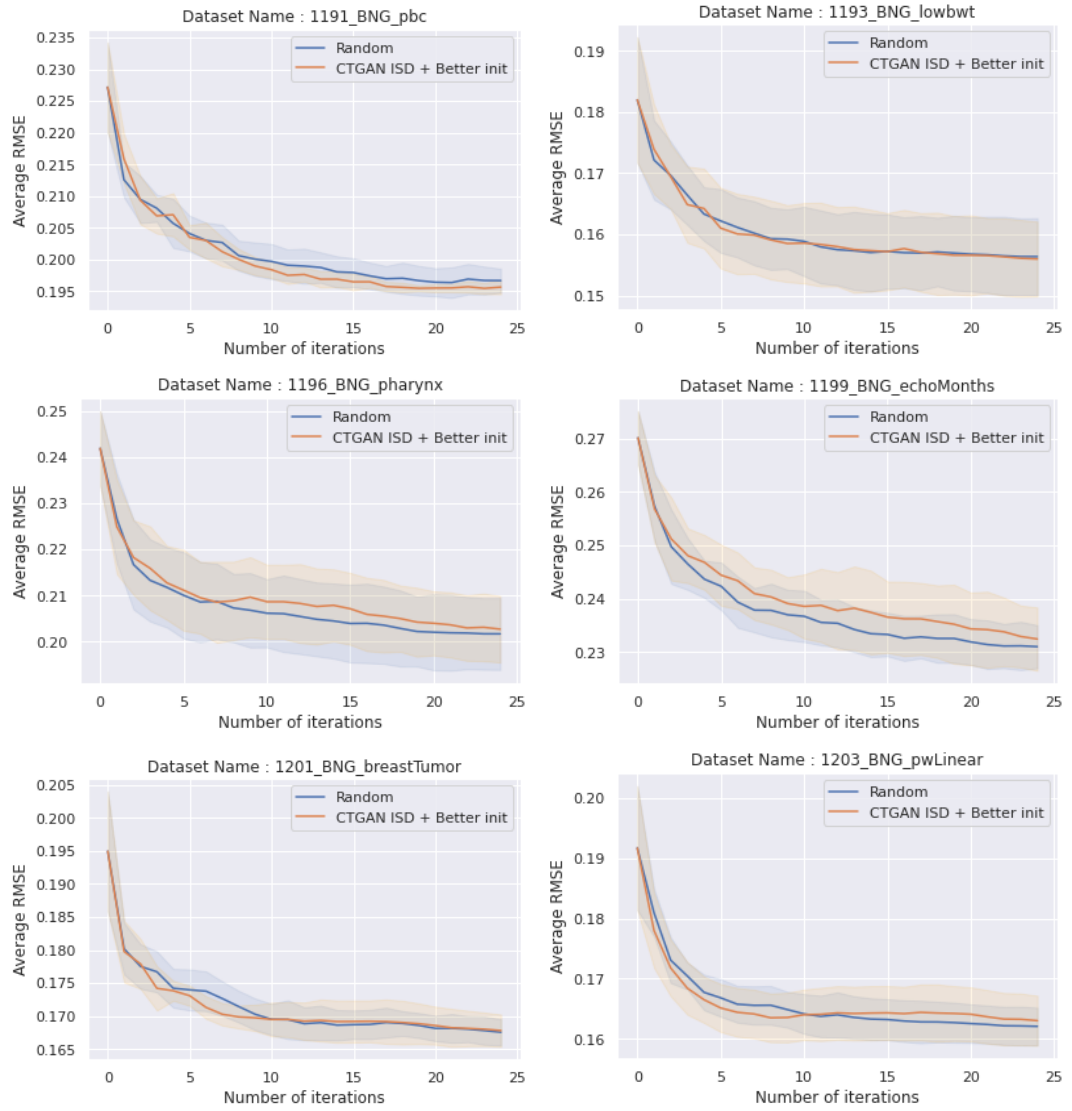 Dataset Name : 1191_BNG_pbc
Random
CTGAN ISD + Better init
Average RMSE
0.235
0.230
0.225
0.220
0.215
0.210
0.205
0.200
0.195
0 5 10 15 20 25
Number of iterations
Dataset Name : 1193_BNG_lowbwt
Random
CTGAN ISD + Better init
Average RMSE
0.19
0.18
0.17
0.16
0.15
0 5 10 15 20 25
Number of iterations
Dataset Name : 1196_BNG_pharynx
Random
CTGAN ISD + Better init
Average RMSE
0.25
0.24
0.23
0.22
0.21
0.20
0 5 10 15 20 25
Number of iterations
Dataset Name : 1199_BNG_echoMonths
Random
CTGAN ISD + Better init
Average RMSE
0.27
0.26
0.25
0.24
0.23
0 5 10 15 20 25
Number of iterations
Dataset Name : 1201_BNG_breastTumor
Random
CTGAN ISD + Better init
Average RMSE
0.205
0.200
0.195
0.190
0.185
0.180
0.175
0.170
0.165
0 5 10 15 20 25
Number of iterations
Dataset Name : 1203_BNG_pwLinear
Random
CTGAN ISD + Better init
Average RMSE
0.20
0.19
0.18
0.17
0.16
0 5 10 15 20 25
Number of iterations